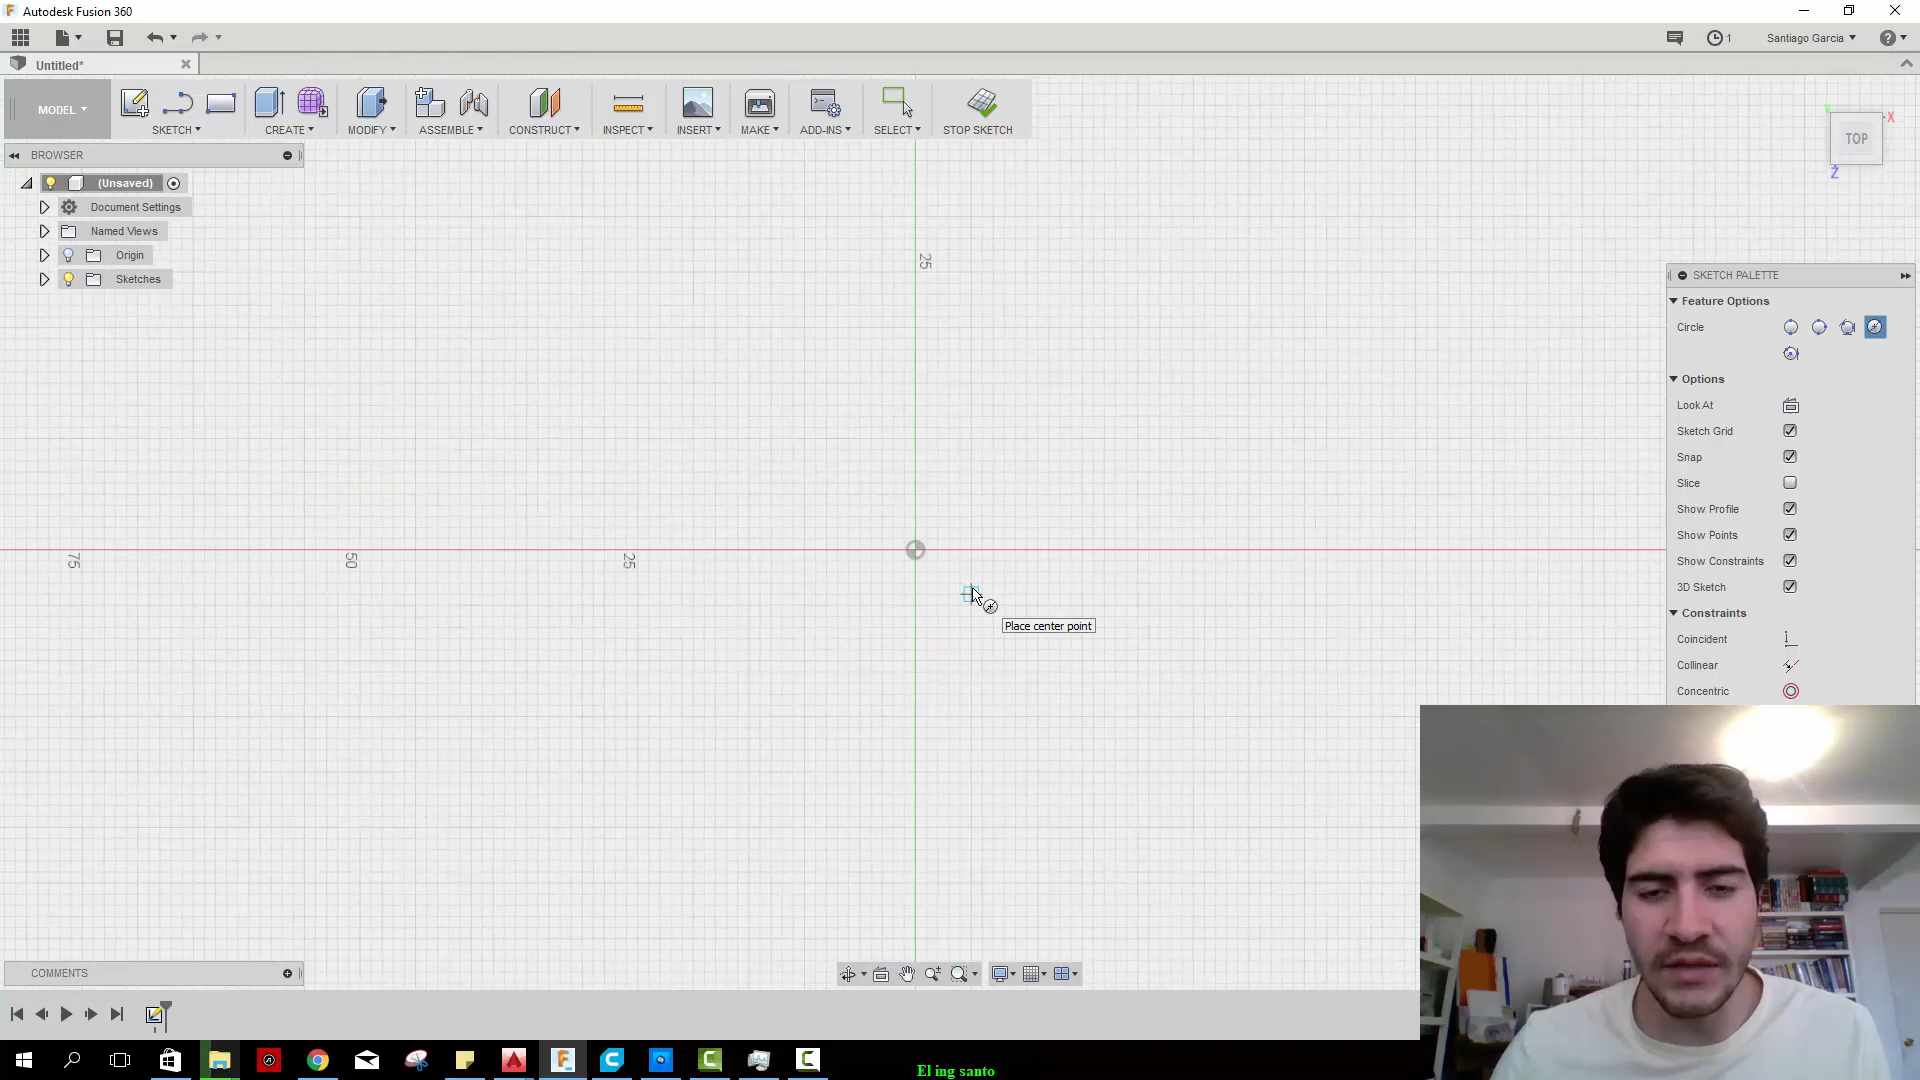 Autodesk Fusion 360
1
Santiago Garcia
Untitled*
MODEL
SKETCH
CREATE
MODIFY
ASSEMBLE
CONSTRUCT
INSPECT
INSERT
MAKE
ADD-INS
SELECT
STOP SKETCH
TOP
X
Z
BROWSER
(Unsaved)
Document Settings
Named Views
Origin
Sketches
25
75
50
25
Place center point
SKETCH PALETTE
Feature Options
Circle
Options
Look At
Sketch Grid
Snap
Slice
Show Profile
Show Points
Show Constraints
3D Sketch
Constraints
Coincident
Collinear
Concentric
COMMENTS
El ing santo